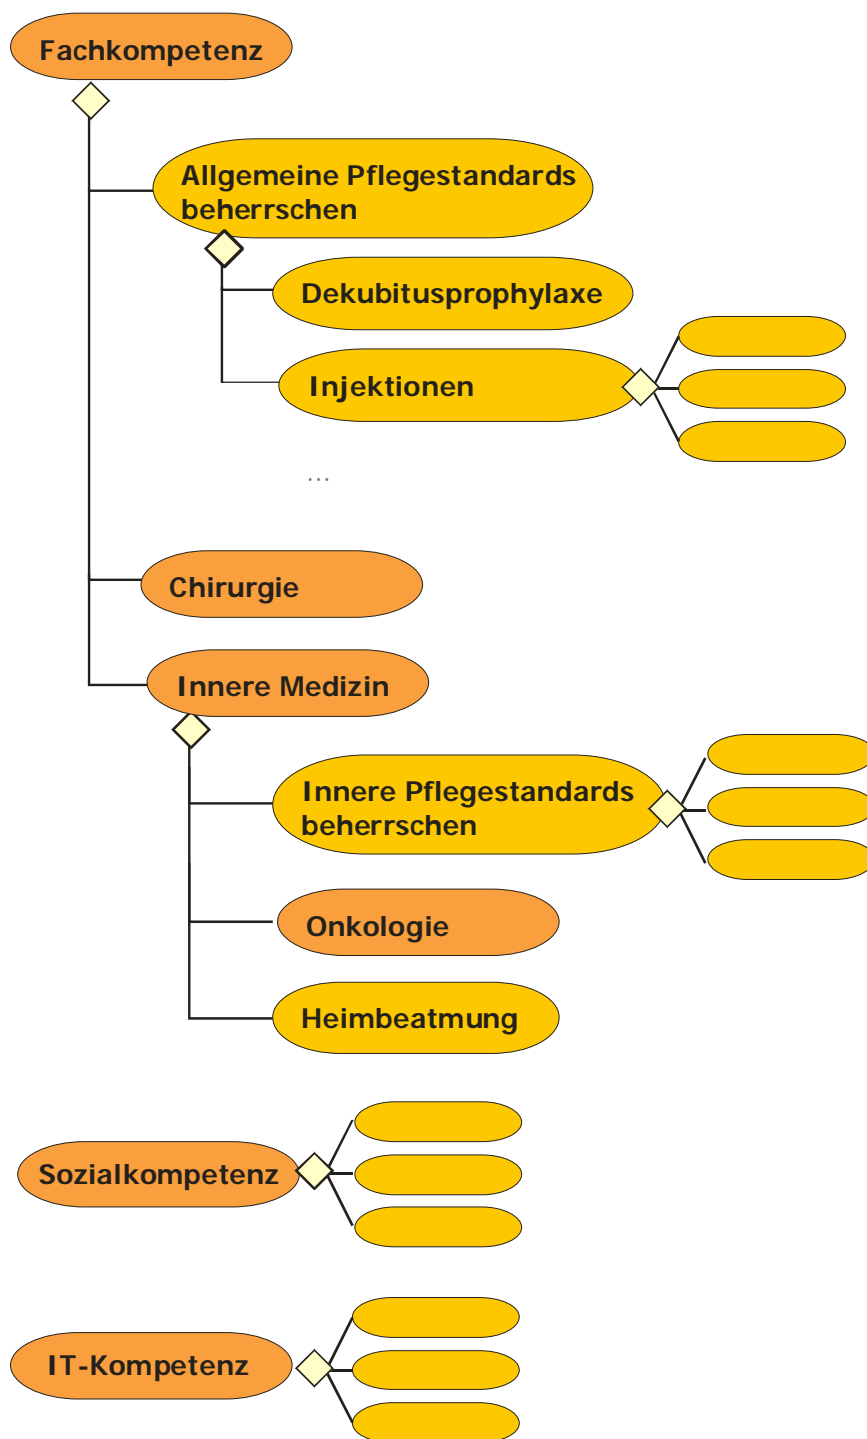 Fachkompetenz
Allgemeine Pflegestandards
beherrschen
Dekubitusprophylaxe
Injektionen
...
Chirurgie
Innere Medizin
Innere Pflegestandards
beherrschen
Onkologie
Heimbeatmung
Sozialkompetenz
IT-Kompetenz